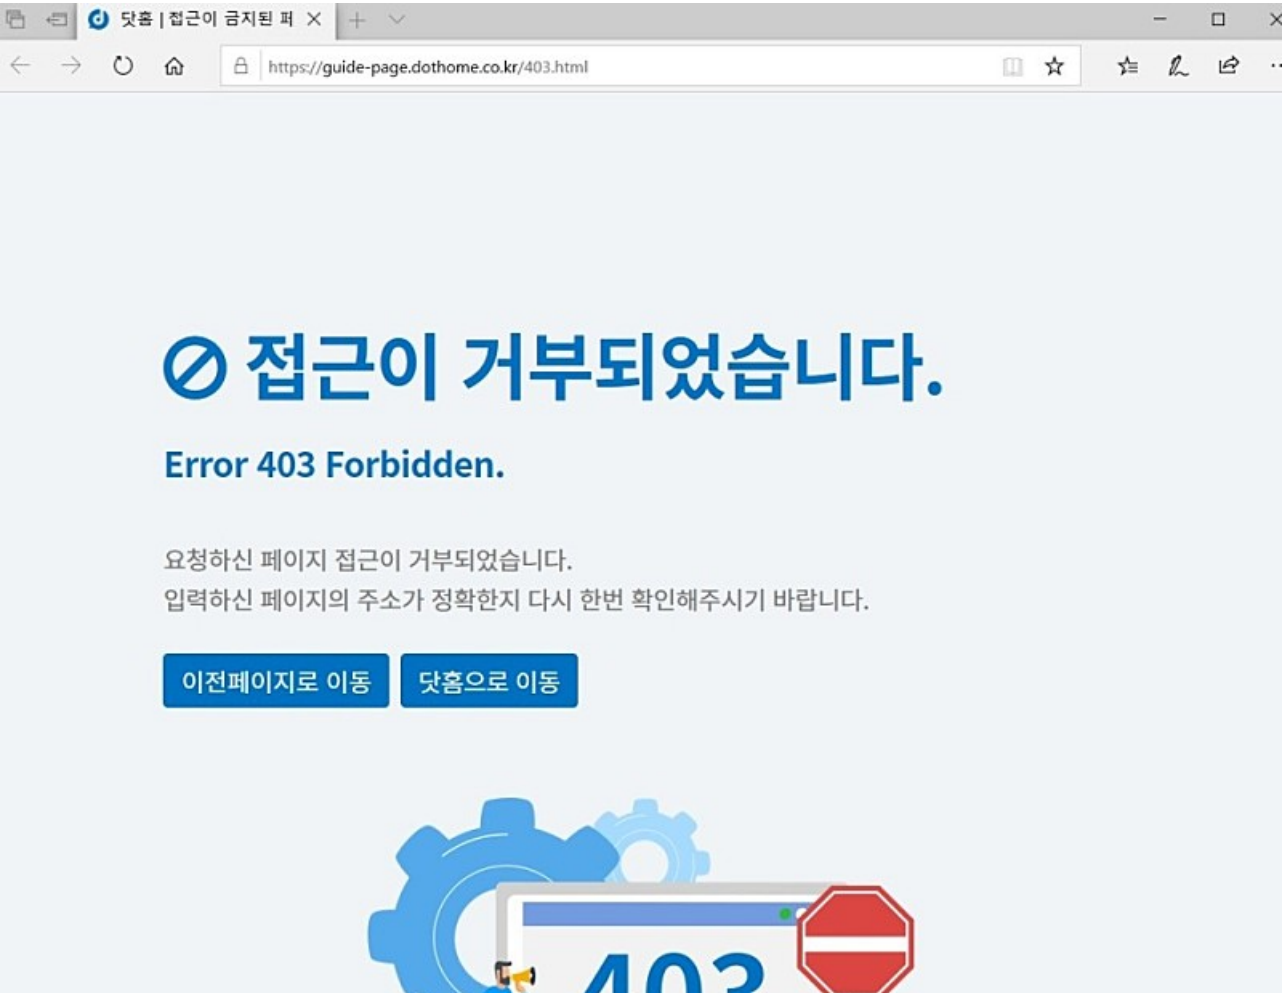 닷홈 | 접근이 금지된 퍼
https://guide-page.dothome.co.kr/403.html
접근이 거부되었습니다.
Error 403 Forbidden.
요청하신 페이지 접근이 거부되었습니다.
입력하신 페이지의 주소가 정확한지 다시 한번 확인해주시기 바랍니다.
이전페이지로 이동 닷홈으로 이동
403